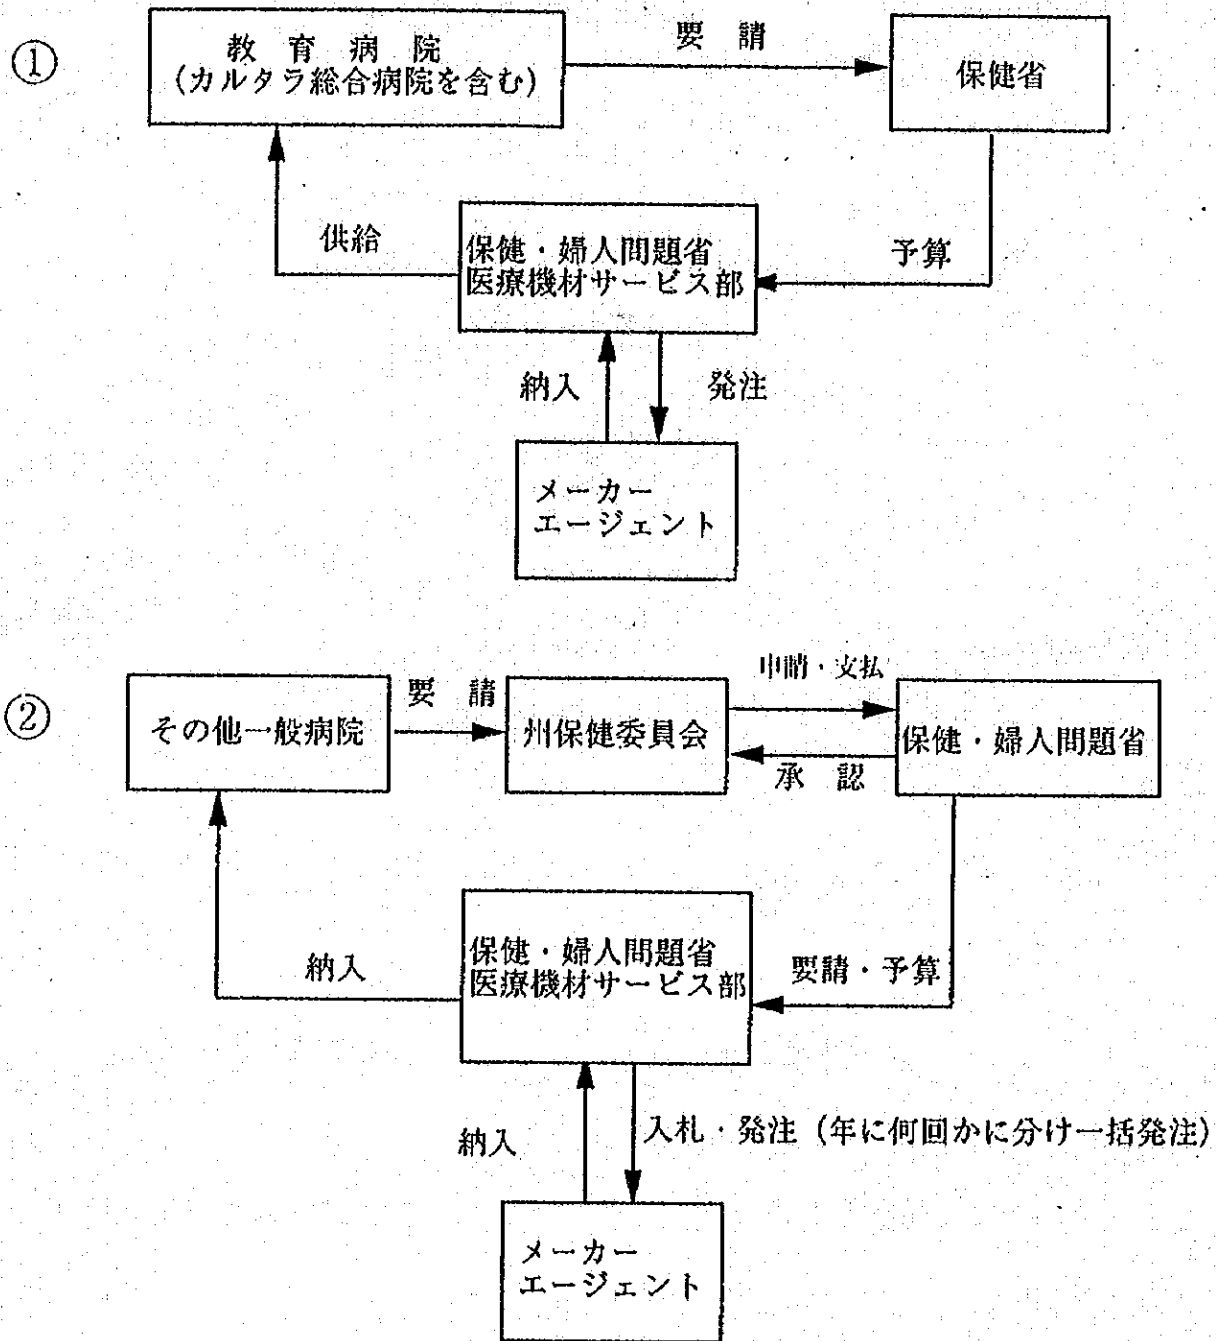 ①
教育病院
(カルタラ総合病院を含む)
要請
保健省
供給
保健・婦人問題省
医療機材サービス部
予算
納入
発注
メーカー
エージェント
②
その他一般病院
要請
州保健委員会
申請・支払
承認
保健・婦人問題省
納入
保健・婦人問題省
医療機材サービス部
要請・予算
納入
入札・発注 (年に何回かに分け一括発注)
メーカー
エージェント